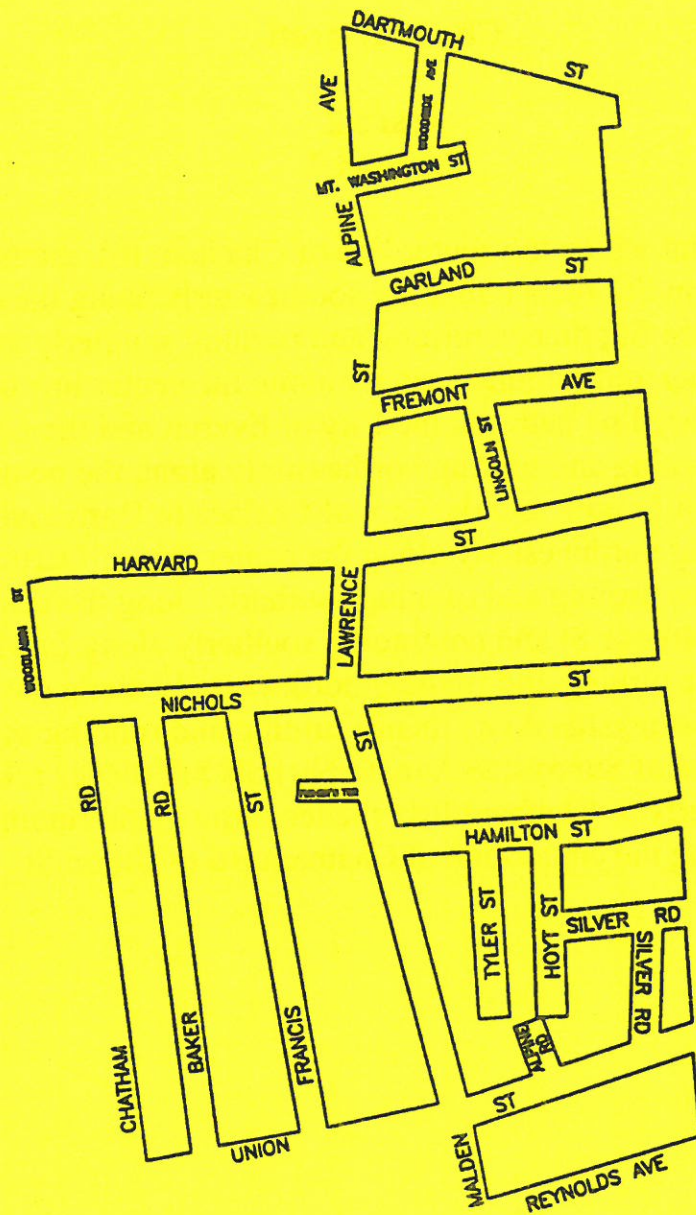 DARTMOUTH ST
AVE
WOODSIDE AVE
MT. WASHINGTON ST
ALPINE
GARLAND ST
ST
FREMONT AVE
LINCOLN ST
ST
HARVARD
WOODLAWN ST
LAWRENCE
NICHOLS
ST
ST
RD
RD
ST
HAMILTON ST
TYLER ST
HOYT ST
SILVER RD
SILVER RD
ALPINE RD
CHATHAM
BAKER
FRANCIS
UNION
ST
MALDEN
REYNOLDS AVE